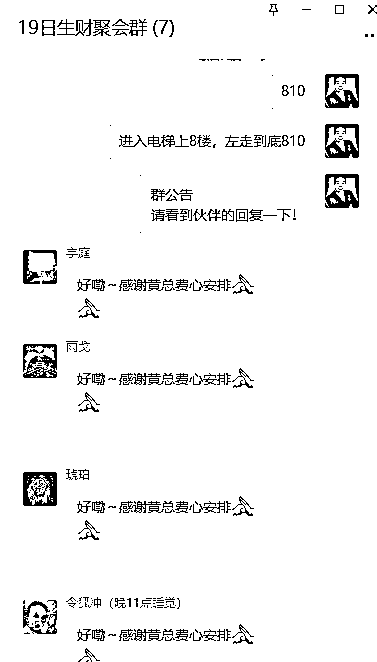 19日生财聚会群 (7)
810
进入电梯上8楼，左走到底810
群公告
请看到伙伴的回复一下！
宇庭
好嘞~感谢黄总费心安排
雨戈
好嘞~感谢黄总费心安排
琥珀
好嘞~感谢黄总费心安排
令狐冲（晚11点睡觉）
好嘞~感谢黄总费心安排